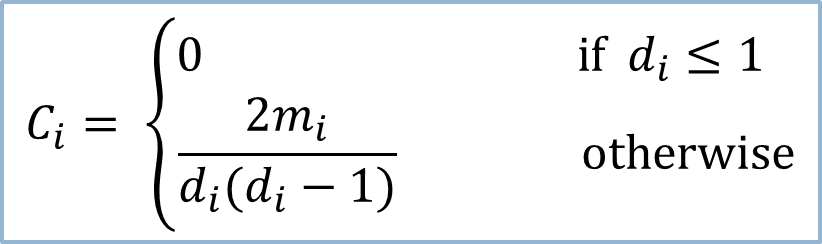 C_i = { 0 if d_i ≤ 1
2m_i / d_i(d_i − 1) otherwise